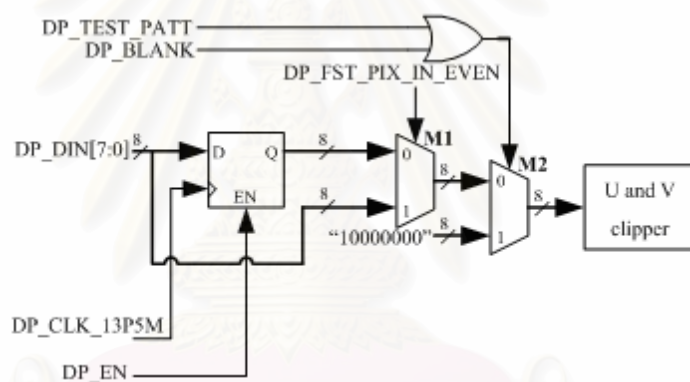 DP_TEST_PATT
DP_BLANK
DP_FST_PIX_IN_EVEN
DP_DIN[7:0]
8
D
Q
EN
8
0
M1
1
8
8
0
M2
1
"10000000"
8
8
U and V
clipper
DP_CLK_13P5M
DP_EN